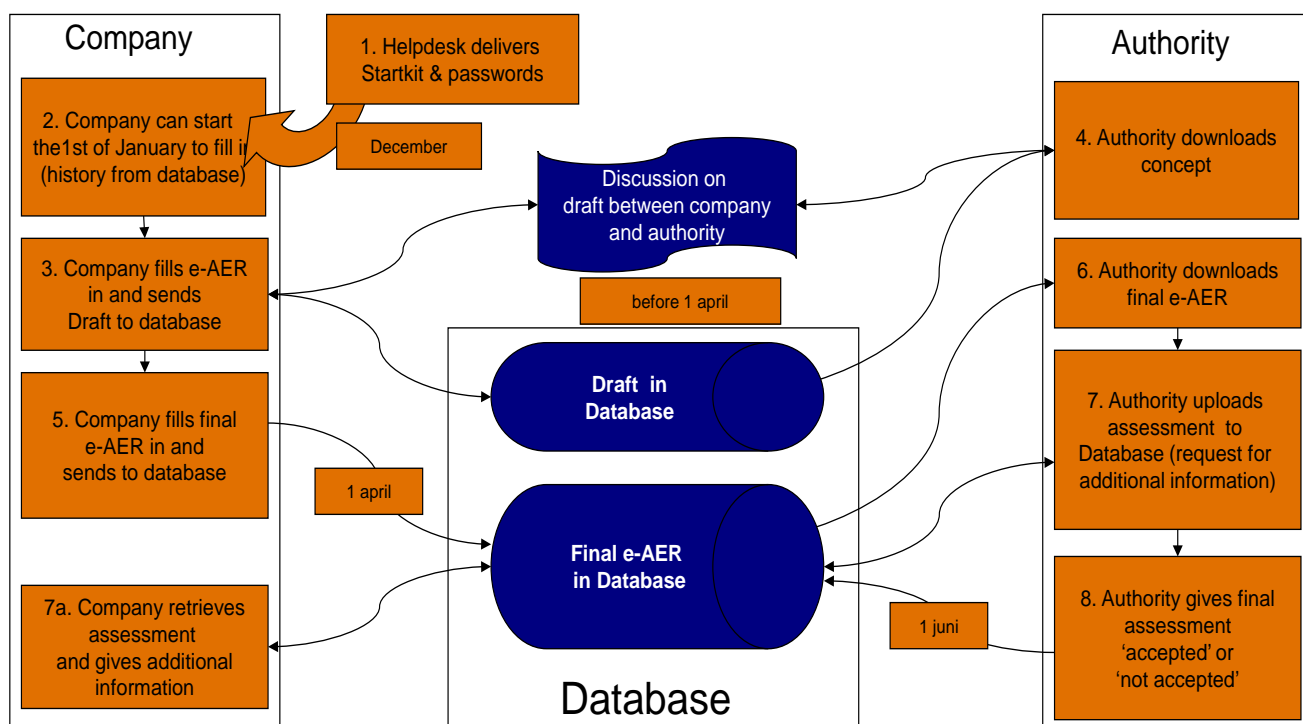 Company
1. Helpdesk delivers
Startkit & passwords
December
2. Company can start
the1st of January to fill in
(history from database)
3. Company fills e-AER
in and sends
Draft to database
5. Company fills final
e-AER in and
sends to database
1 april
7a. Company retrieves
assessment
and gives additional
information
Discussion on
draft between company
and authority
before 1 april
Draft in
Database
Final e-AER
in Database
Database
Authority
4. Authority downloads
concept
6. Authority downloads
final e-AER
7. Authority uploads
assessment to
Database (request for
additional information)
1 juni
8. Authority gives final
assessment
‘accepted’ or
‘not accepted’